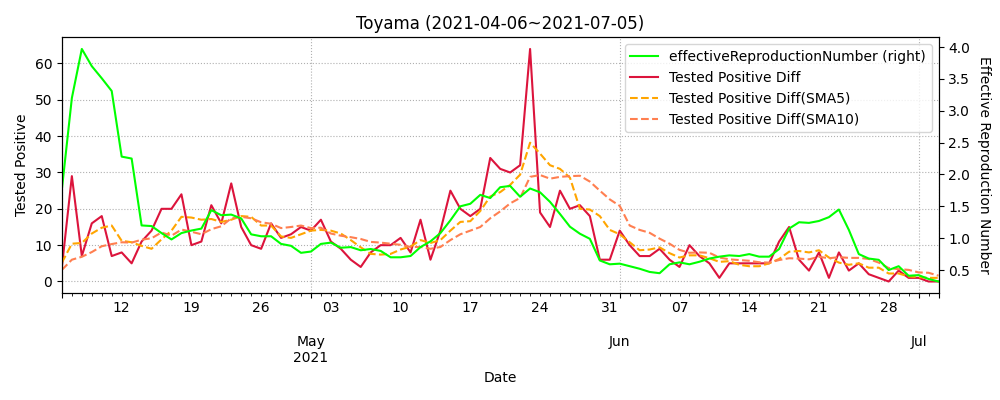 Toyama (2021-04-06~2021-07-05)
effectiveReproductionNumber (right)
Tested Positive Diff
Tested Positive Diff(SMA5)
Tested Positive Diff(SMA10)
Tested Positive
60
50
40
30
20
10
0
4.0
3.5
3.0
2.5
2.0
1.5
1.0
0.5
Effective Reproduction Number
12 19 26 03 10 17 24 31 07 14 21 28
May Jun Jul
2021
Date